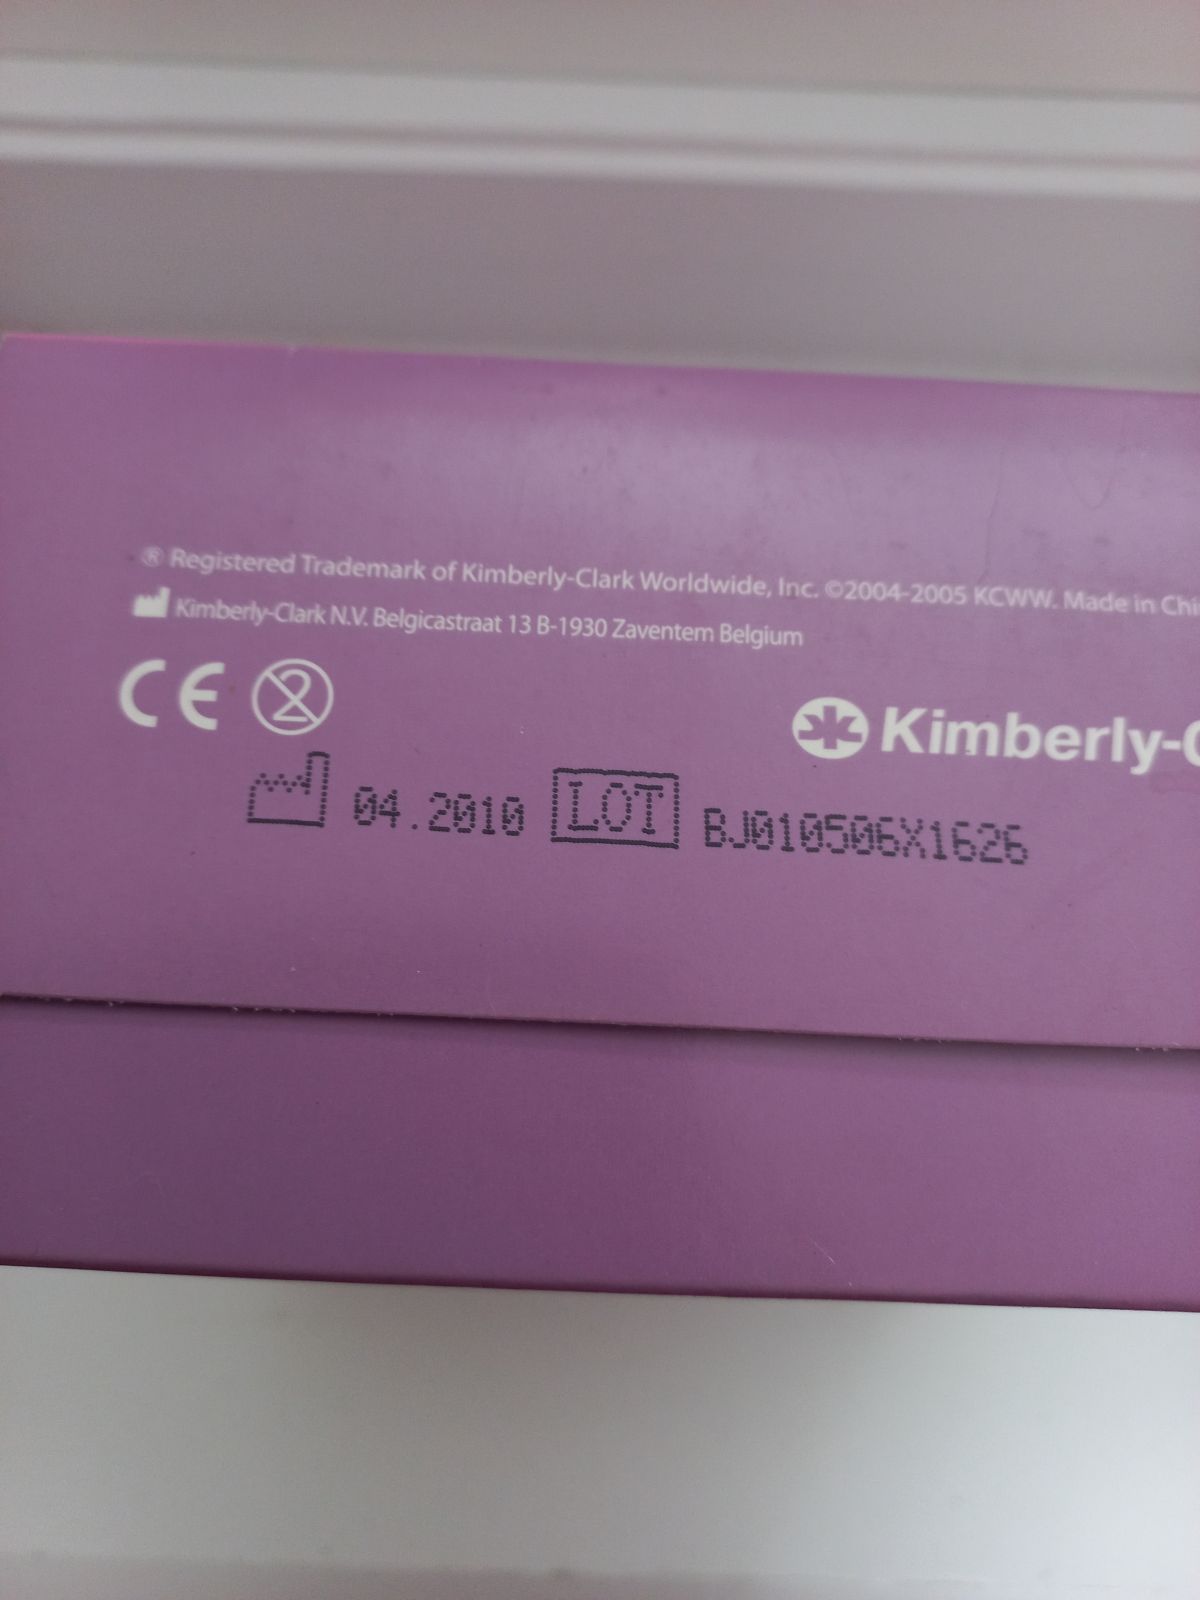 ® Registered Trademark of Kimberly-Clark Worldwide, Inc. ©2004-2005 KCWW. Made in
Kimberly-Clark N.V. Belgicastraat 13 B-1930 Zaventem Belgium
CE 2
Kimberly-
04.2010 LOT BJ010506X1626